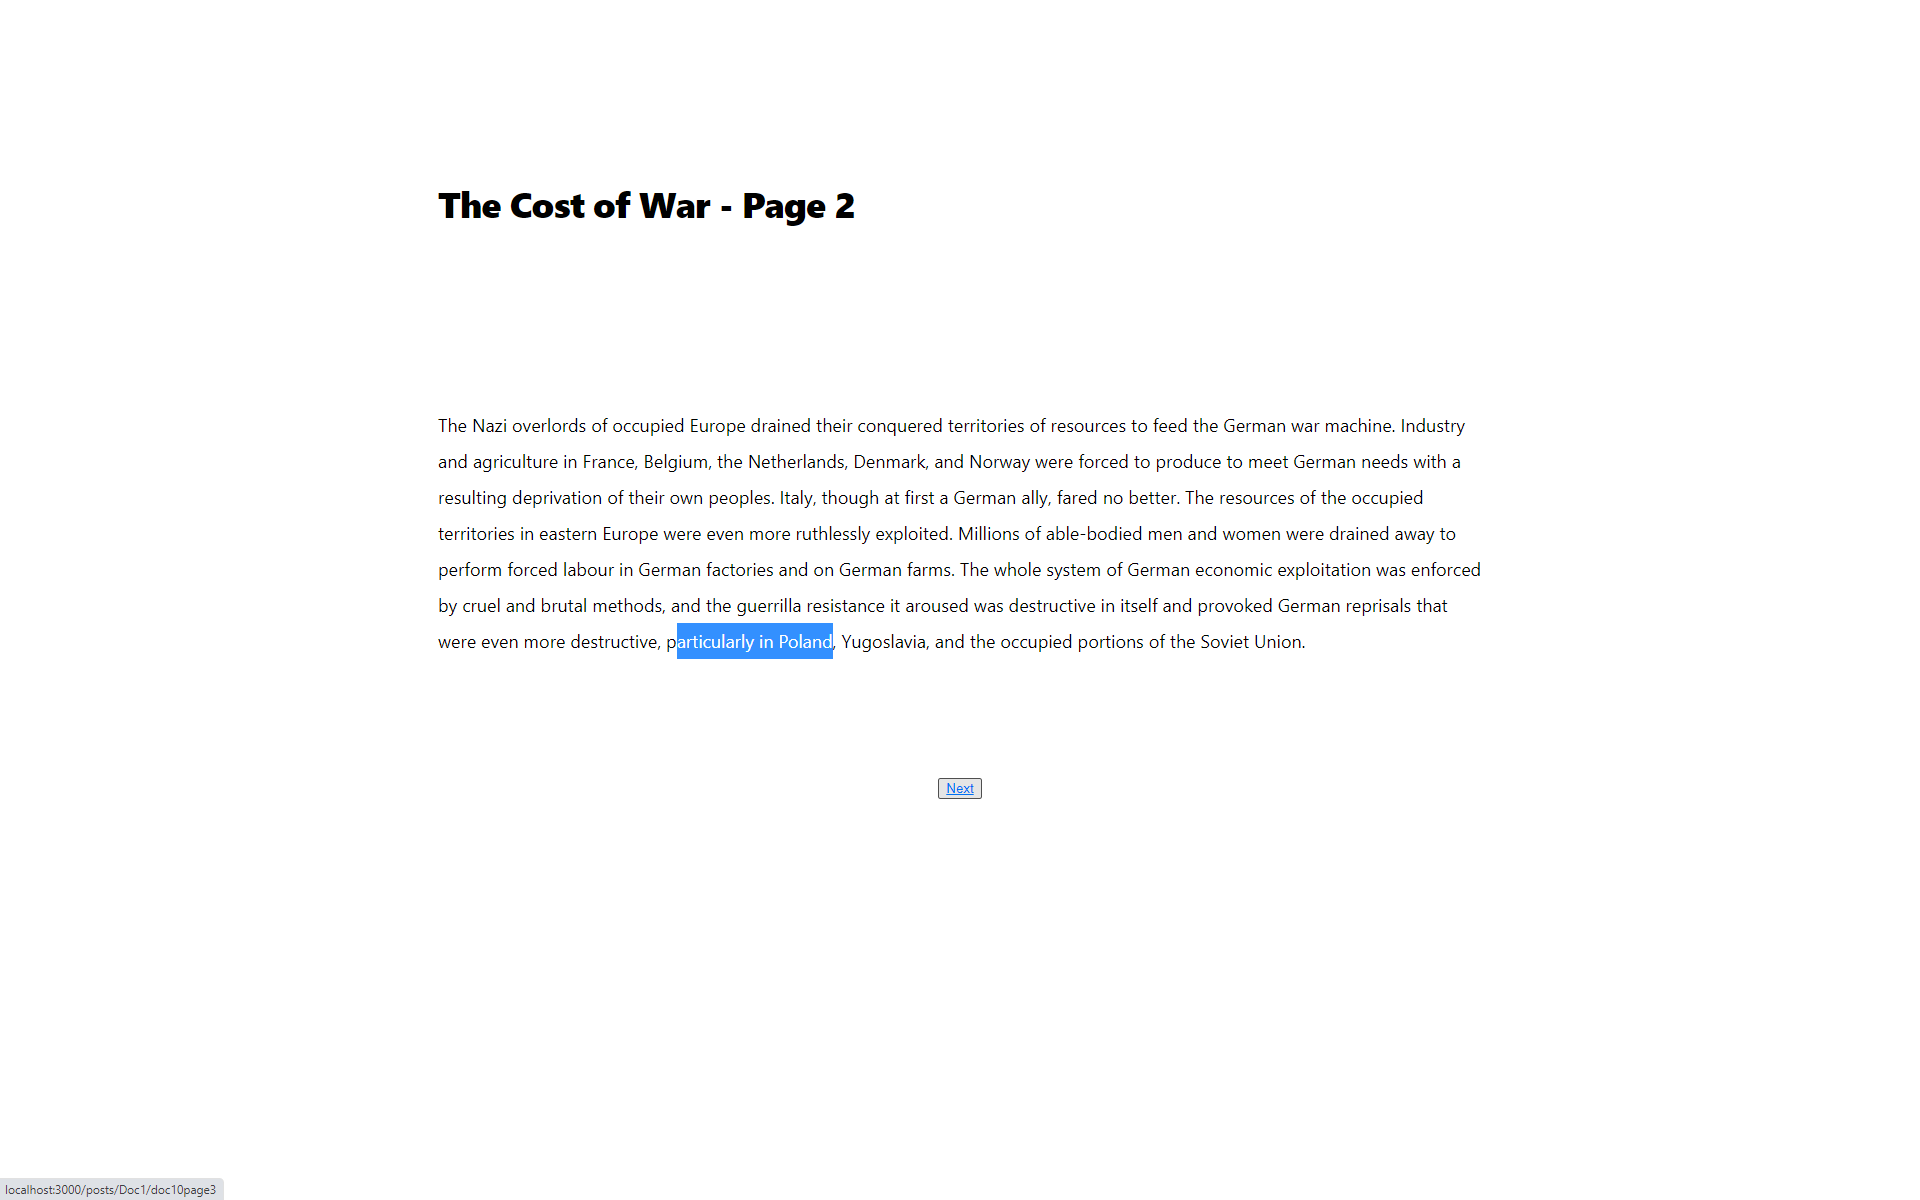 The Cost of War - Page 2
The Nazi overlords of occupied Europe drained their conquered territories of resources to feed the German war machine. Industry
and agriculture in France, Belgium, the Netherlands, Denmark, and Norway were forced to produce to meet German needs with a
resulting deprivation of their own peoples. Italy, though at first a German ally, fared no better. The resources of the occupied
territories in eastern Europe were even more ruthlessly exploited. Millions of able-bodied men and women were drained away to
perform forced labour in German factories and on German farms. The whole system of German economic exploitation was enforced
by cruel and brutal methods, and the guerrilla resistance it aroused was destructive in itself and provoked German reprisals that
were even more destructive, particularly in Poland, Yugoslavia, and the occupied portions of the Soviet Union.
Next
localhost:3000/posts/Doc1/doc10page3